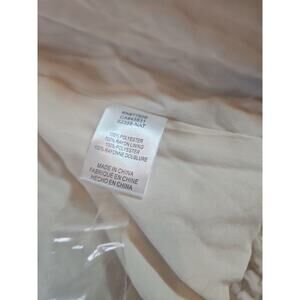 100% POLYESTER
100% RAYON LINING
100% POLYESTER
100% RAYONNE DOUBLURE
MADE IN CHINA
FABRIQUE EN CHINE
HECHO EN CHINA